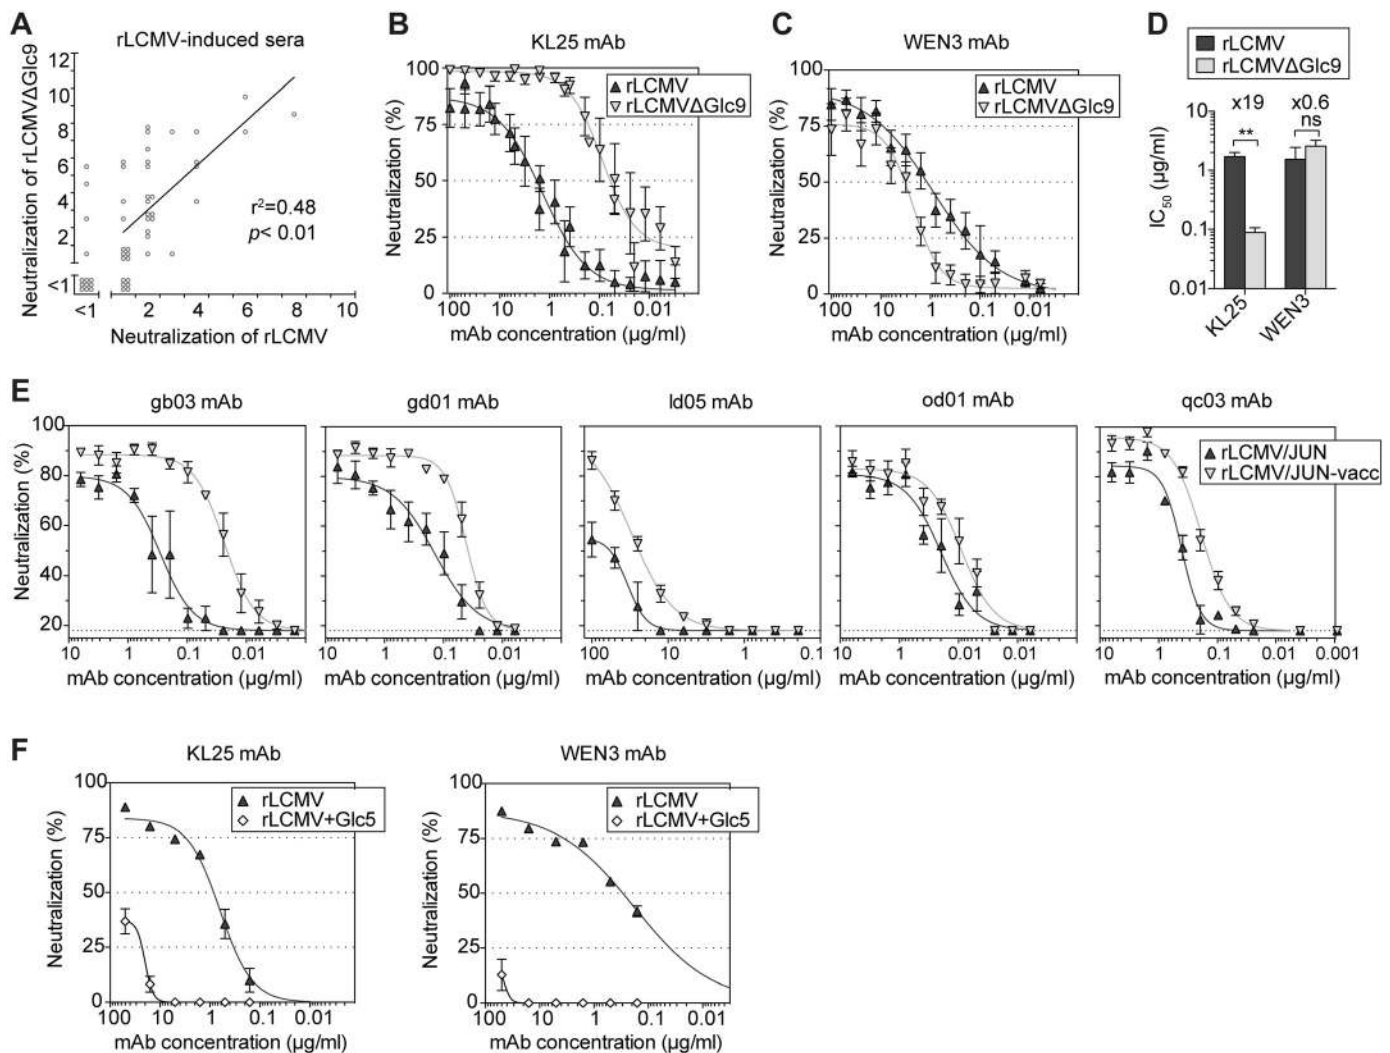 A
rLCMV-induced sera
Neutralization of rLCMVΔGlc9
12
10
8
6
4
2
<1
<1
2
4
6
8
10
r²=0.48
p< 0.01
Neutralization of rLCMV
B
KL25 mAb
rLCMV
rLCMVΔGlc9
Neutralization (%)
100
75
50
25
0
100
10
1
0.1
0.01
mAb concentration (µg/ml)
C
WEN3 mAb
rLCMV
rLCMVΔGlc9
Neutralization (%)
100
75
50
25
0
100
10
1
0.1
0.01
mAb concentration (µg/ml)
D
rLCMV
rLCMVΔGlc9
x19
x0.6
**
ns
IC50 (µg/ml)
10
1
0.1
0.01
KL25
WEN3
E
gb03 mAb
Neutralization (%)
100
80
60
40
20
10
1
0.1
0.01
mAb concentration (µg/ml)
gd01 mAb
10
1
0.1
0.01
mAb concentration (µg/ml)
ld05 mAb
100
10
1
0.1
mAb concentration (µg/ml)
od01 mAb
10
1
0.1
0.01
mAb concentration (µg/ml)
qc03 mAb
rLCMV/JUN
rLCMV/JUN-vacc
10
1
0.1
0.01
0.001
mAb concentration (µg/ml)
F
KL25 mAb
rLCMV
rLCMV+Glc5
Neutralization (%)
100
75
50
25
0
100
10
1
0.1
0.01
mAb concentration (µg/ml)
WEN3 mAb
rLCMV
rLCMV+Glc5
Neutralization (%)
100
75
50
25
0
100
10
1
0.1
0.01
mAb concentration (µg/ml)